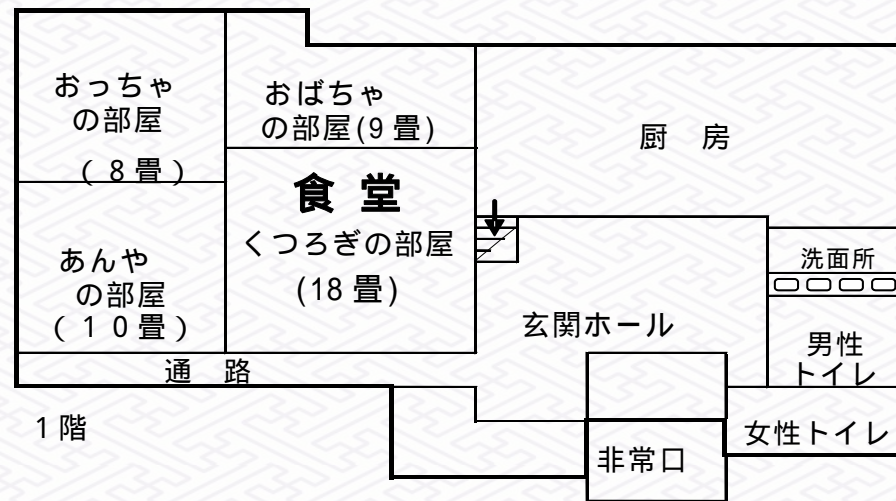 おっちゃ
の部屋
(8畳)
おばちゃ
の部屋(9畳)
厨 房
食 堂
くつろぎの部屋
(18畳)
あんや
の部屋
(10畳)
洗面所
玄関ホール
男性
トイレ
通 路
1階
女性トイレ
非常口